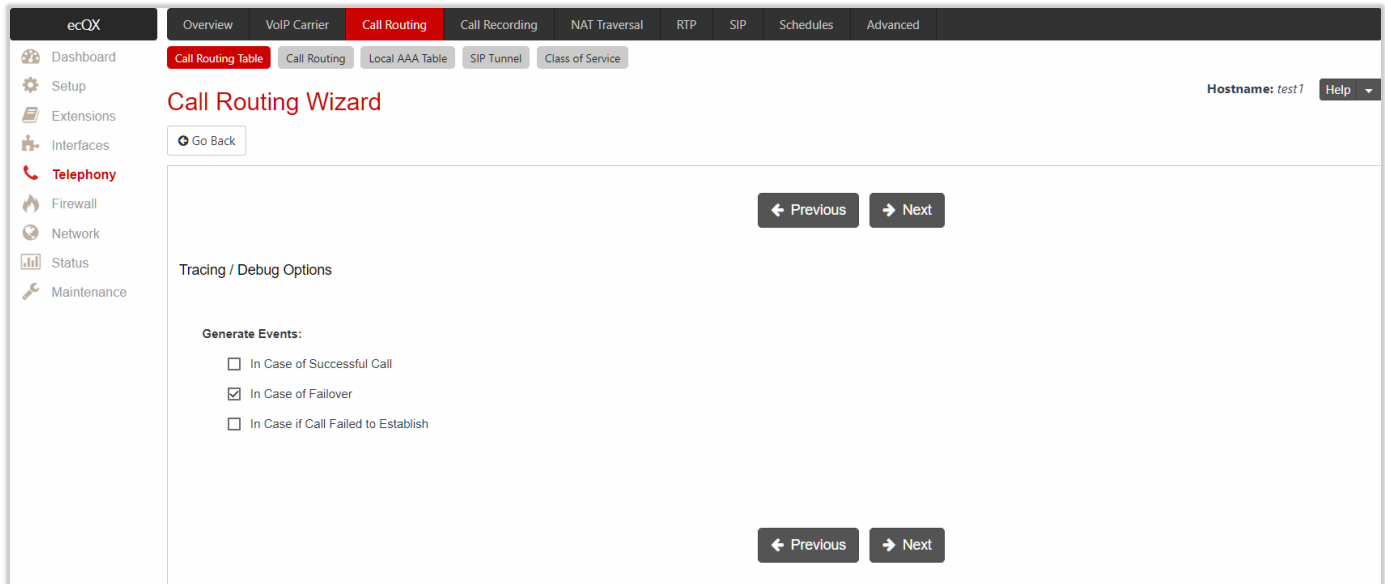 ecQX
Overview VoIP Carrier Call Routing Call Recording NAT Traversal RTP SIP Schedules Advanced
Dashboard
Setup
Extensions
Interfaces
Telephony
Firewall
Network
Status
Maintenance
Call Routing Table Call Routing Local AAA Table SIP Tunnel Class of Service
Hostname: test1 Help
Call Routing Wizard
Go Back
Previous Next
Tracing / Debug Options
Generate Events:
In Case of Successful Call
In Case of Failover
In Case if Call Failed to Establish
Previous Next